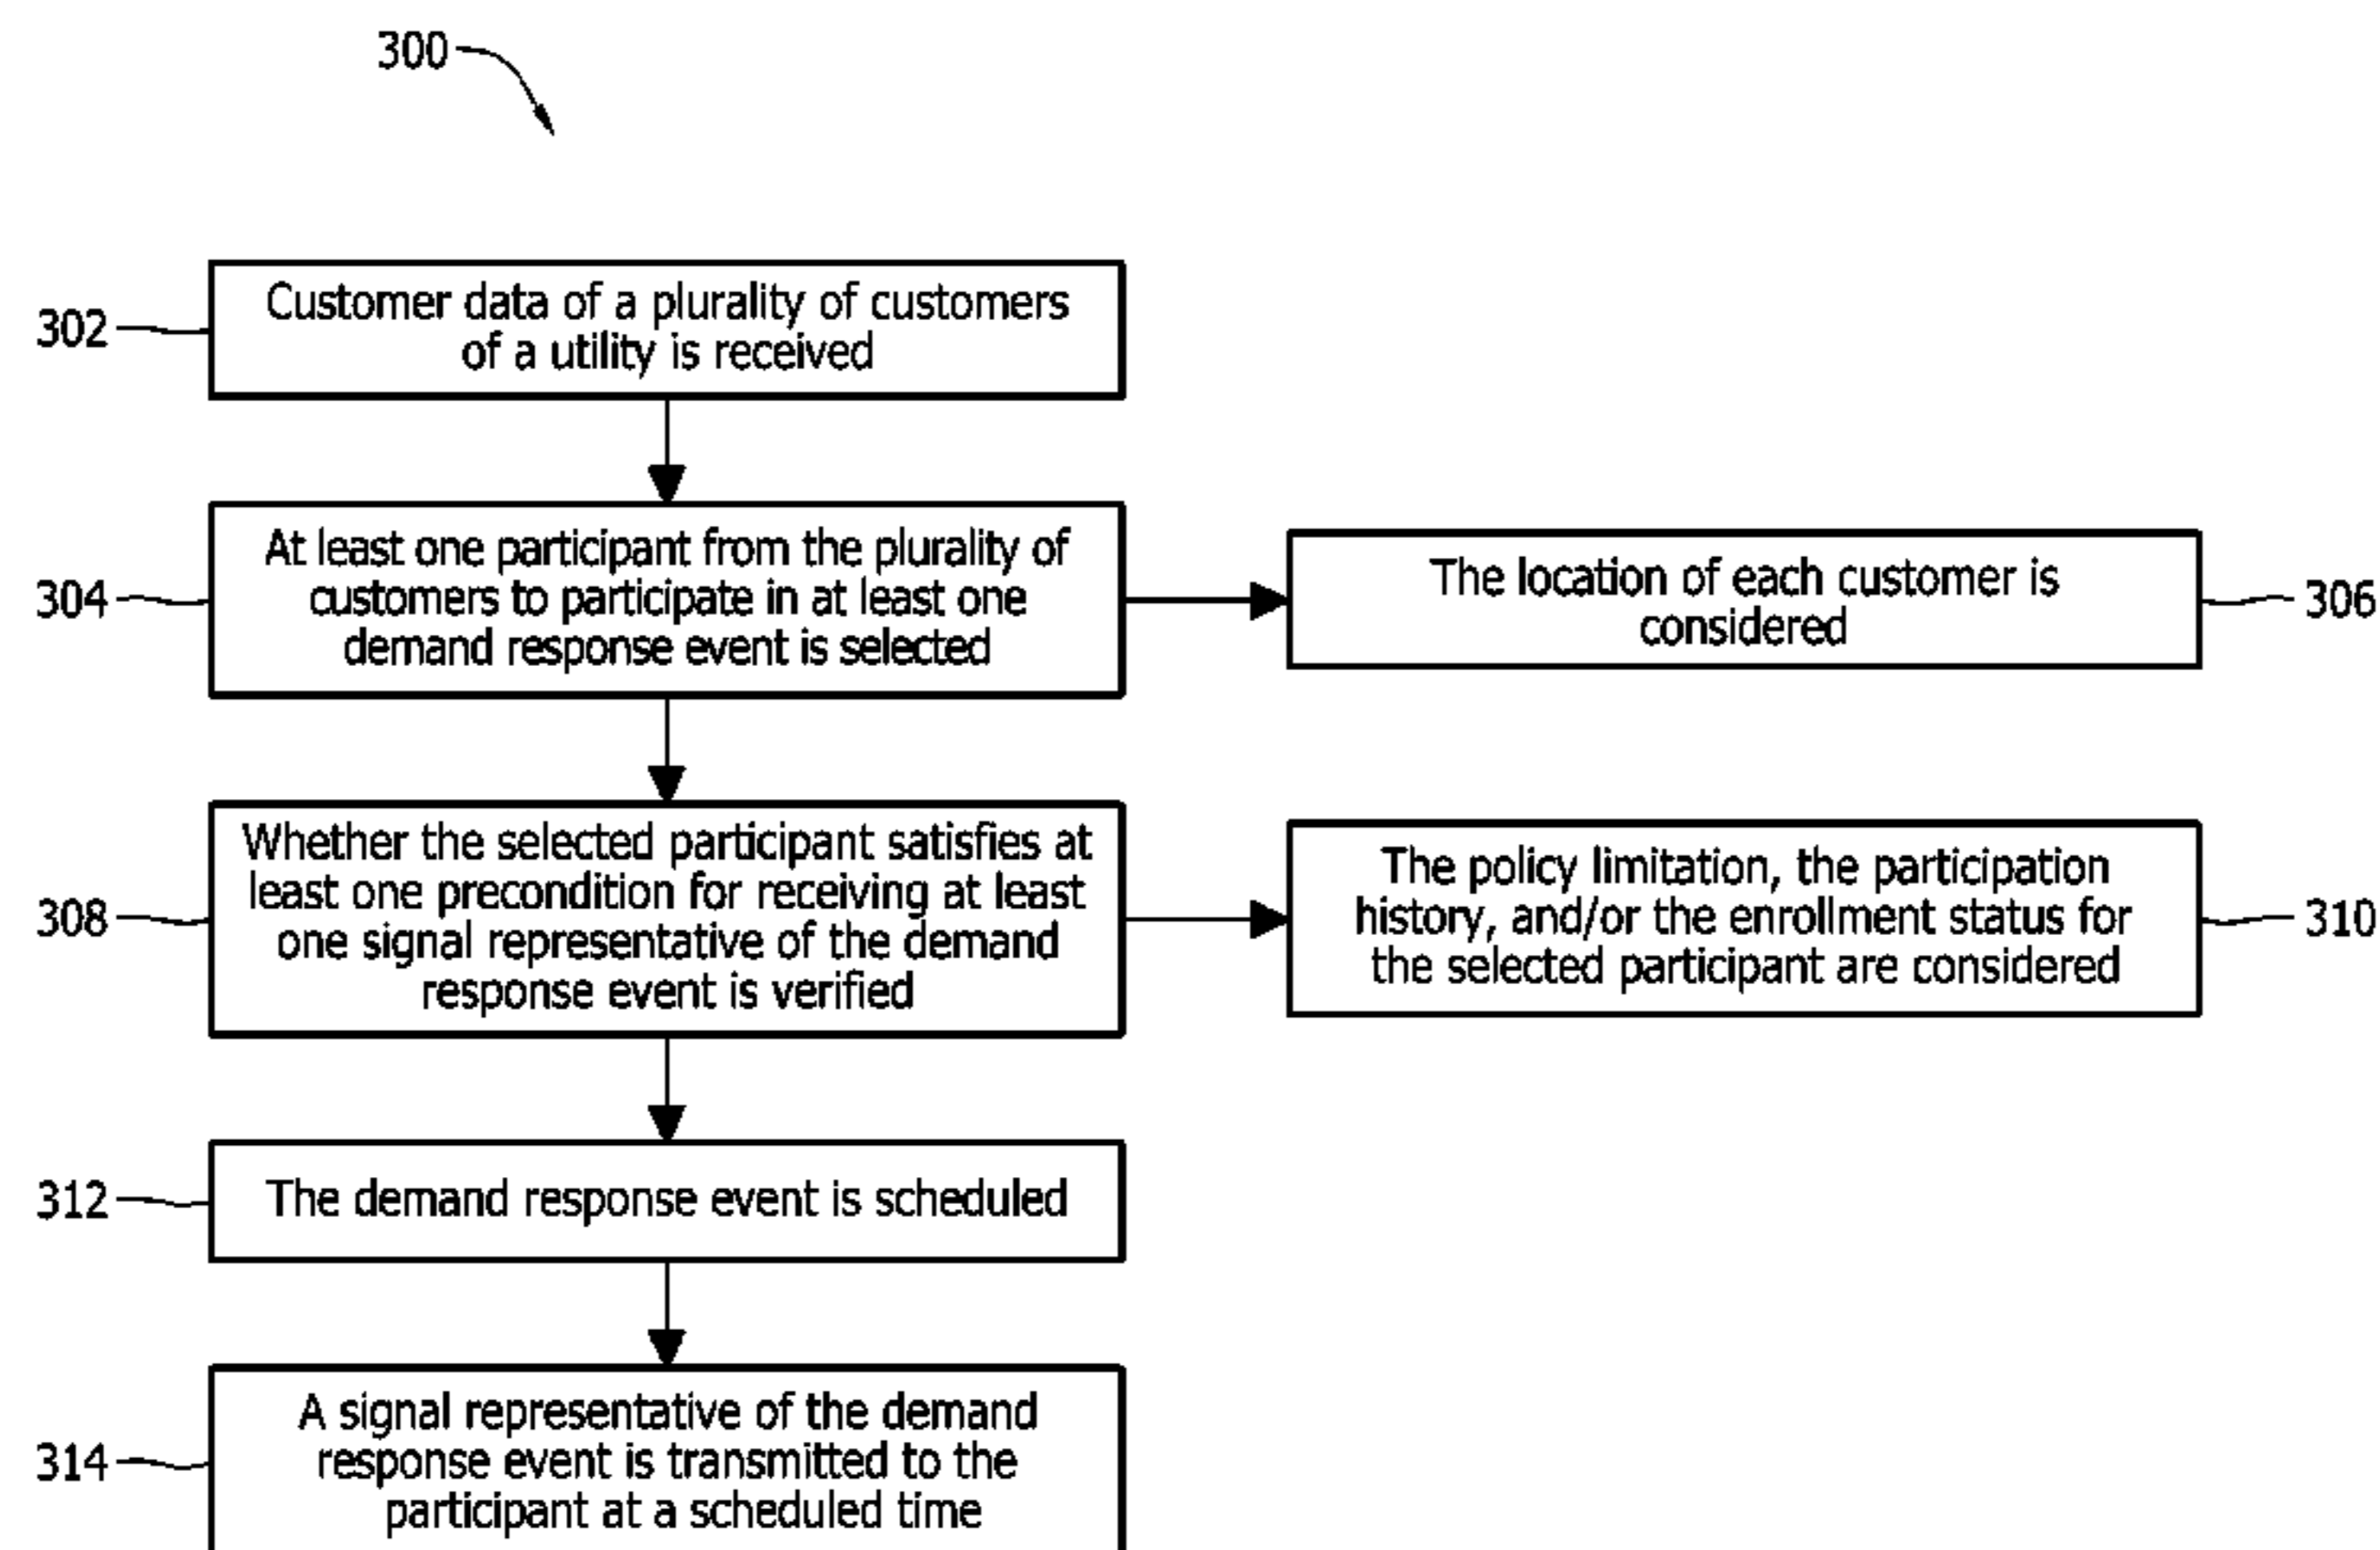 300
302
Customer data of a plurality of customers
of a utility is received
304
At least one participant from the plurality of
customers to participate in at least one
demand response event is selected
The location of each customer is
considered
306
308
Whether the selected participant satisfies at
least one precondition for receiving at least
one signal representative of the demand
response event is verified
The policy limitation, the participation
history, and/or the enrollment status for
the selected participant are considered
310
312
The demand response event is scheduled
314
A signal representative of the demand
response event is transmitted to the
participant at a scheduled time